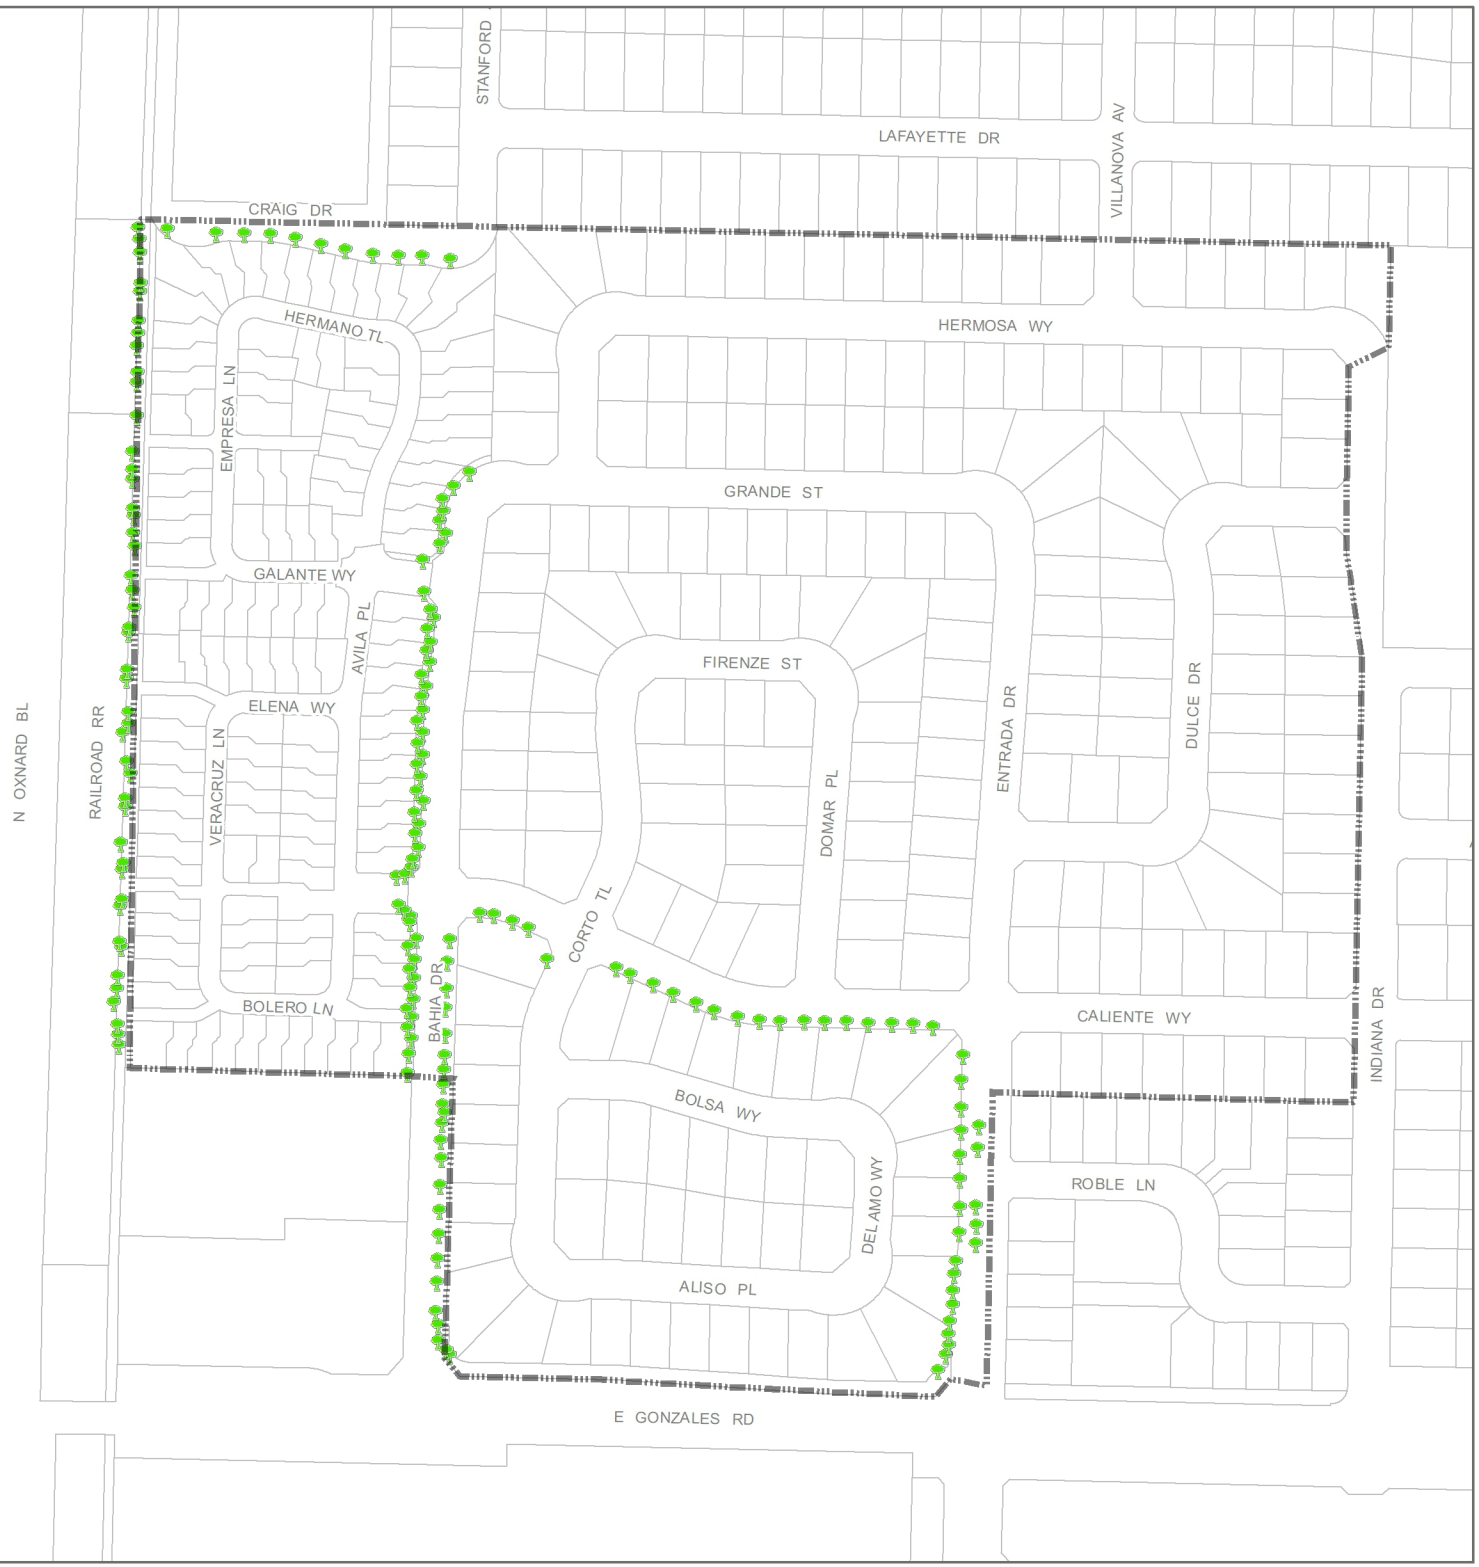 STANFORD
LAFAYETTE DR
VILLANOVA AV
CRAIG DR
HERMANO TL
HERMOSA WY
EMPRESA LN
GRANDE ST
GALANTE WY
AVILA PL
FIRENZE ST
ELENA WY
VERACRUZ LN
N OXNARD BL
RAILROAD RR
DOMAR PL
ENTRADA DR
DULCE DR
CORTO TL
BAHIA DR
BOLERO LN
CALIENTE WY
INDIANA DR
BOLSA WY
DEL AMO WY
ROBLE LN
ALISO PL
E GONZALES RD